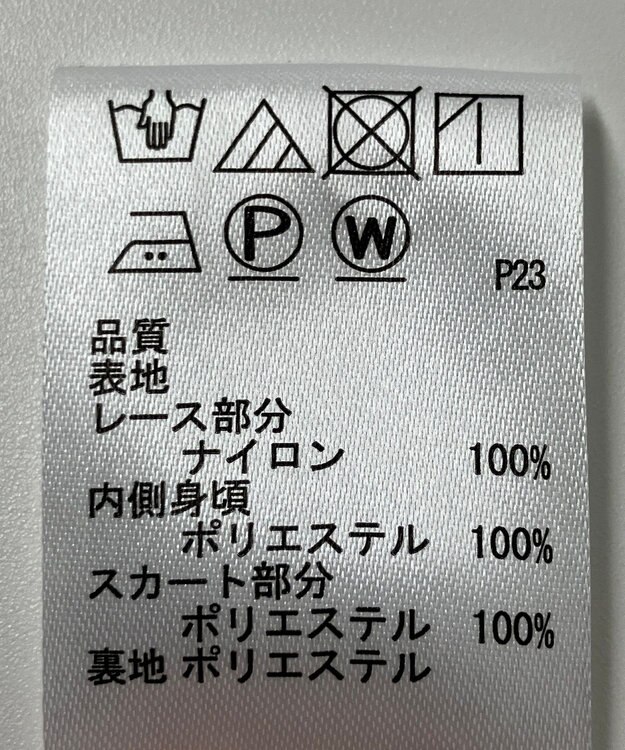 P W
P23
品質
表地
レース部分
ナイロン 100%
内側身頃
ポリエステル 100%
スカート部分
ポリエステル 100%
裏地 ポリエステル